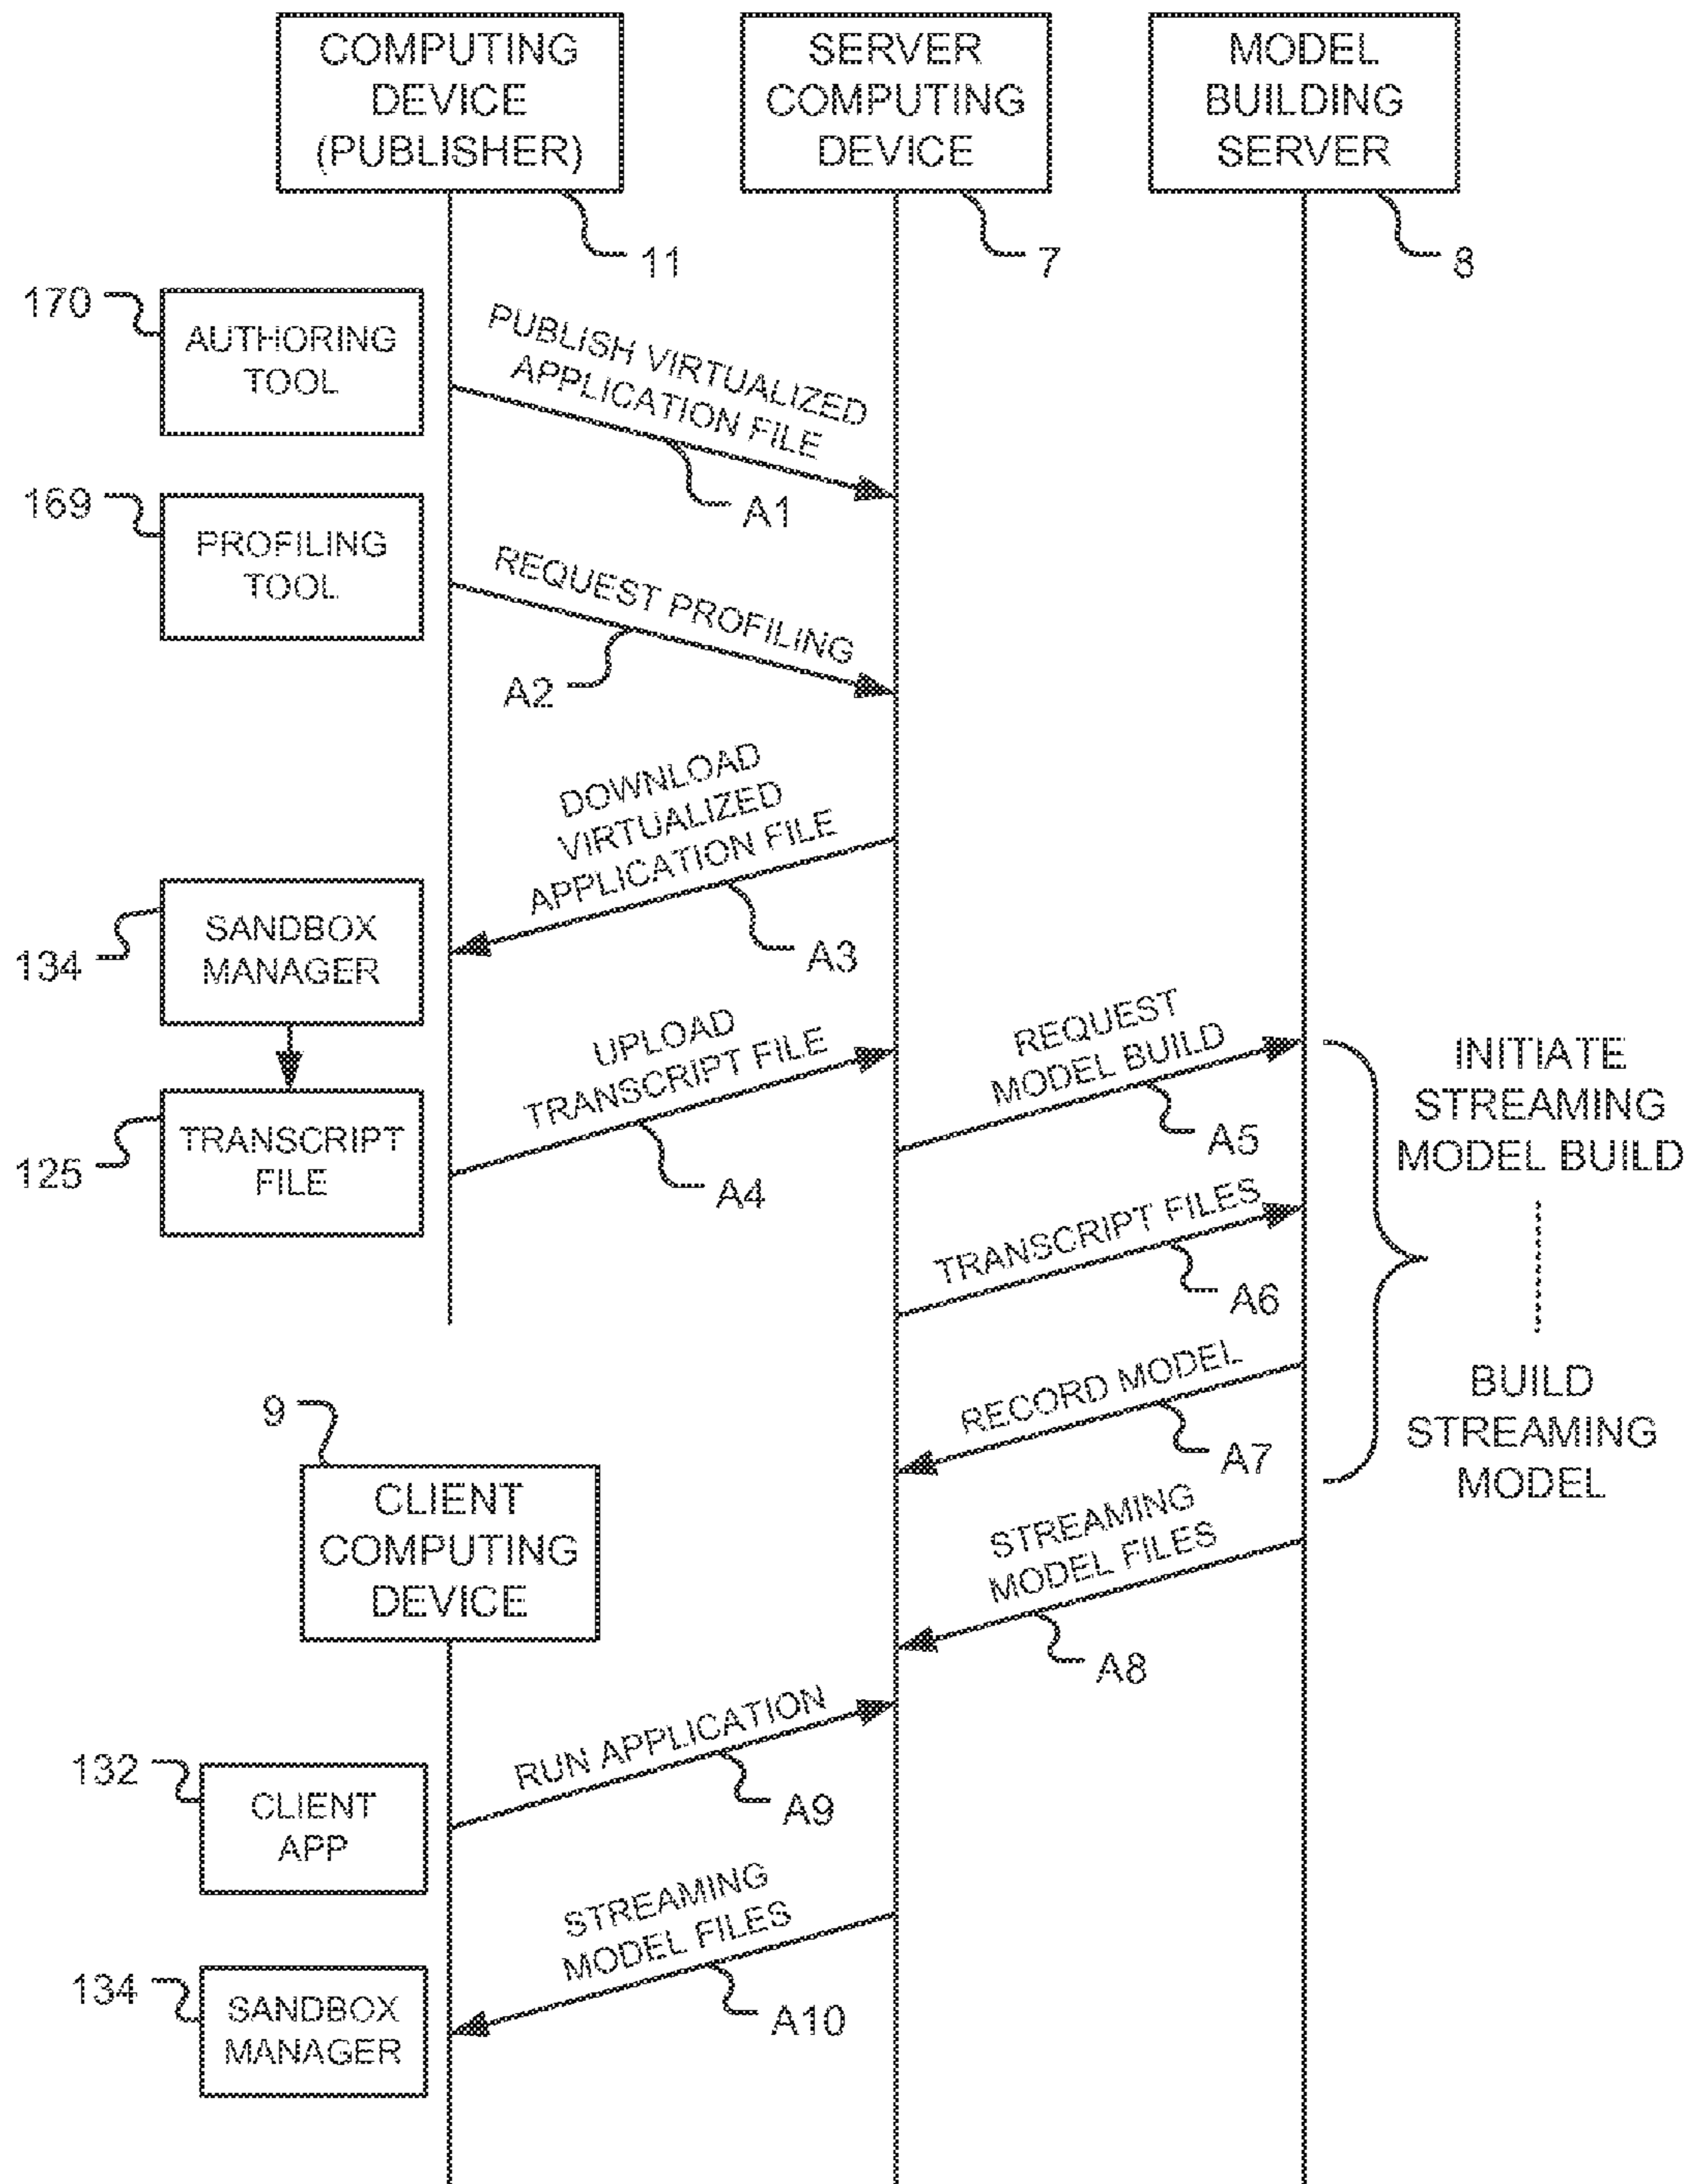 COMPUTING
DEVICE
(PUBLISHER)
SERVER
COMPUTING
DEVICE
MODEL
BUILDING
SERVER
11
7
8
170
AUTHORING
TOOL
PUBLISH VIRTUALIZED
APPLICATION FILE
A1
169
PROFILING
TOOL
REQUEST PROFILING
A2
DOWNLOAD
VIRTUALIZED
APPLICATION FILE
A3
134
SANDBOX
MANAGER
UPLOAD
TRANSCRIPT FILE
A4
REQUEST
MODEL BUILD
A5
INITIATE
STREAMING
MODEL BUILD
125
TRANSCRIPT
FILE
TRANSCRIPT FILES
A6
RECORD MODEL
A7
BUILD
STREAMING
MODEL
9
CLIENT
COMPUTING
DEVICE
STREAMING
MODEL FILES
A8
132
CLIENT
APP
RUN APPLICATION
A9
STREAMING
MODEL FILES
A10
134
SANDBOX
MANAGER